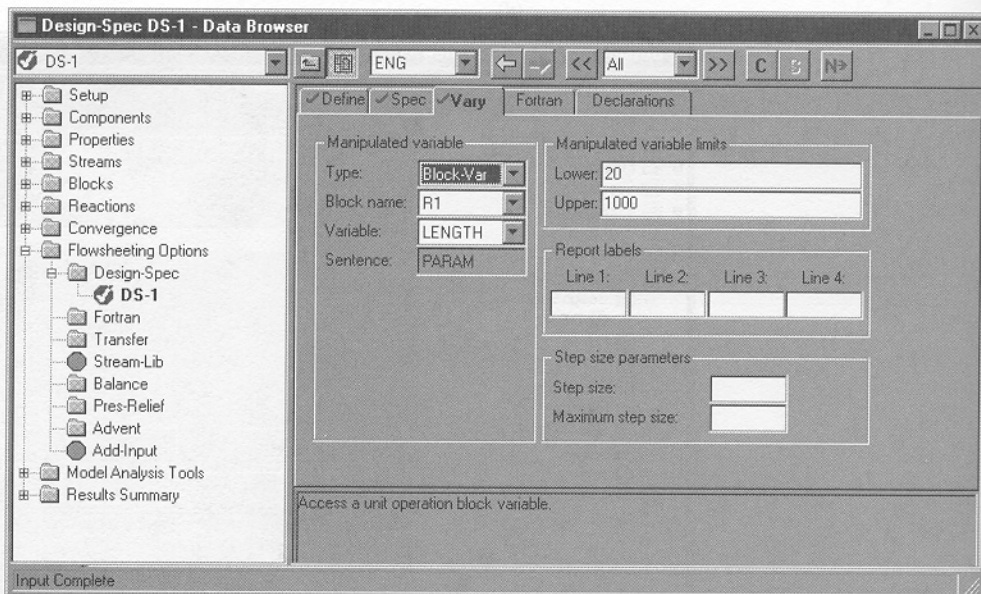 Design-Spec DS-1 - Data Browser
DS-1
ENG
<<
All
>>
C
S
N
Setup
Components
Properties
Streams
Blocks
Reactions
Convergence
Flowsheeting Options
Design-Spec
DS-1
Fortran
Transfer
Stream-Lib
Balance
Pres-Relief
Advent
Add-Input
Model Analysis Tools
Results Summary
Define
Spec
Vary
Fortran
Declarations
Manipulated variable
Type: Block-Var
Block name: R1
Variable: LENGTH
Sentence: PARAM
Manipulated variable limits
Lower: 20
Upper: 1000
Report labels
Line 1: Line 2: Line 3: Line 4:
Step size parameters
Step size:
Maximum step size:
Access a unit operation block variable.
Input Complete